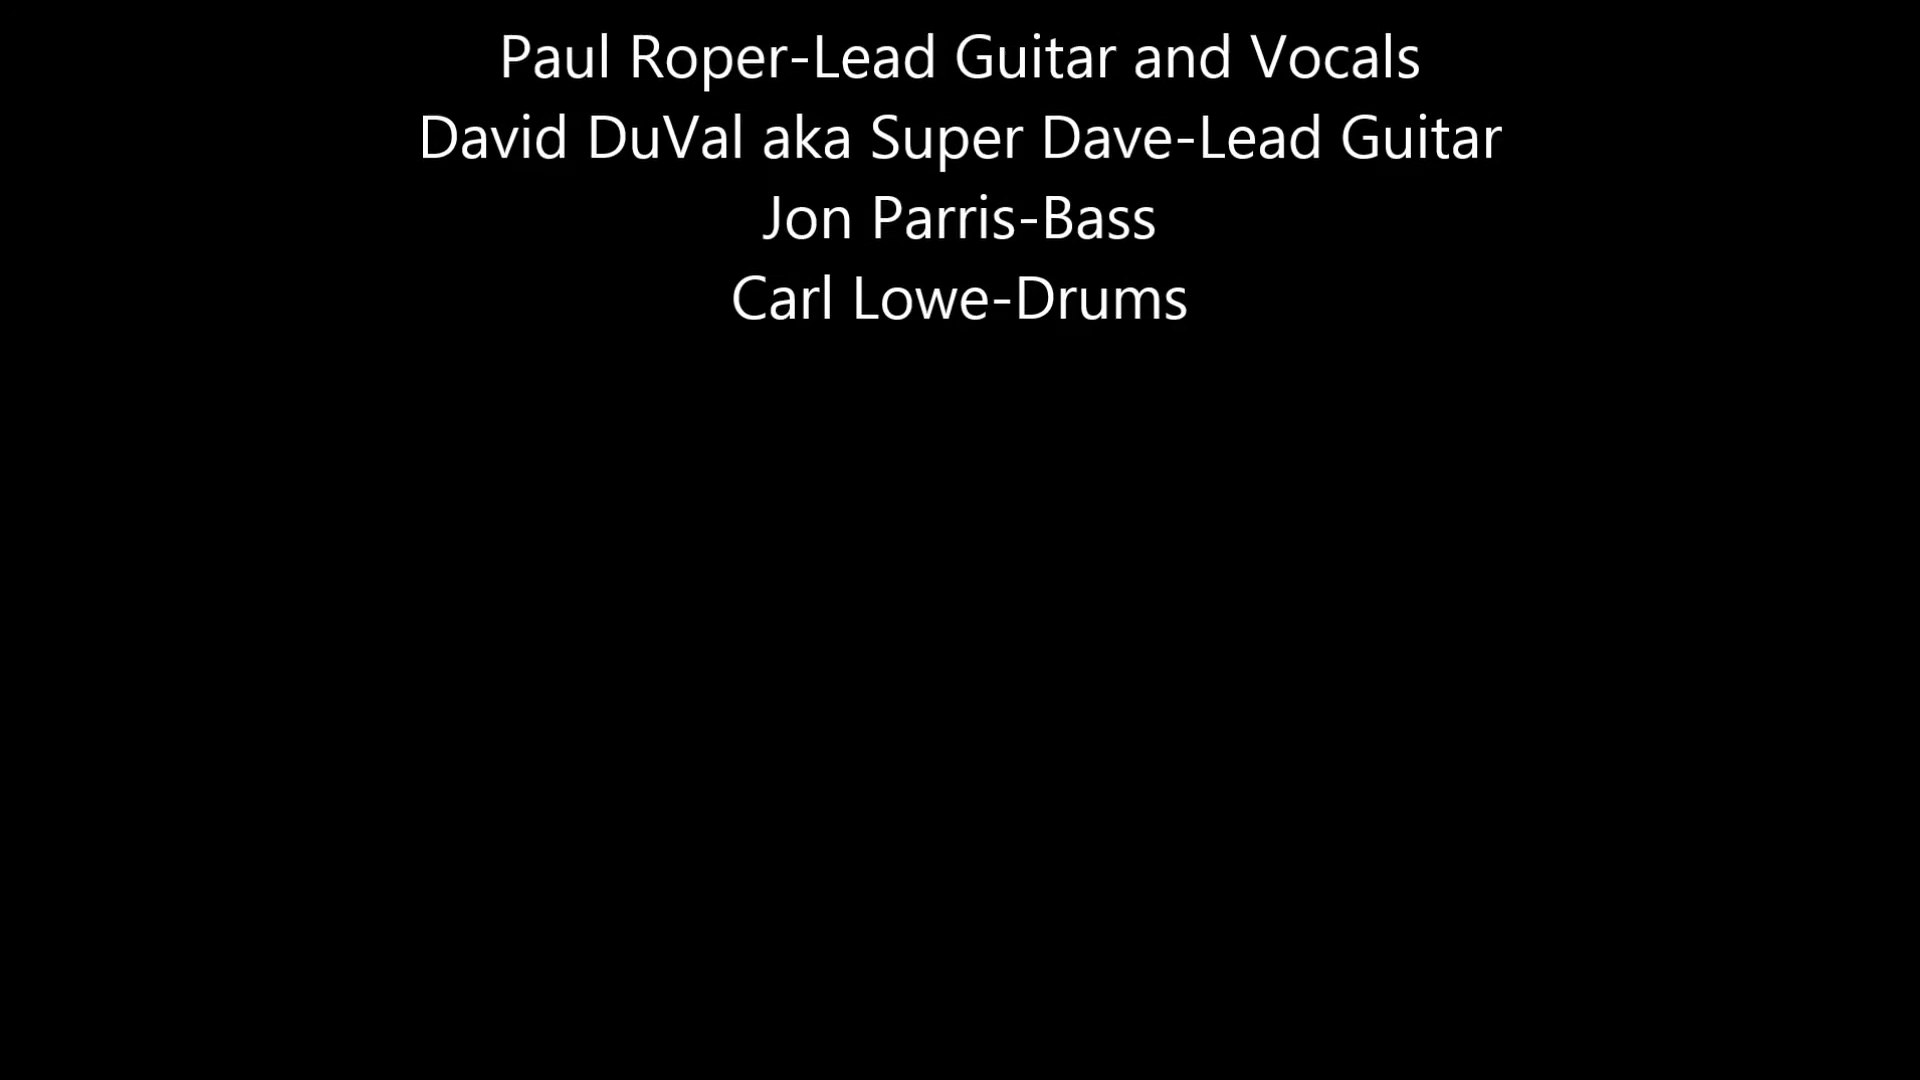 Paul Roper-Lead Guitar and Vocals
David DuVal aka Super Dave-Lead Guitar
Jon Parris-Bass
Carl Lowe-Drums